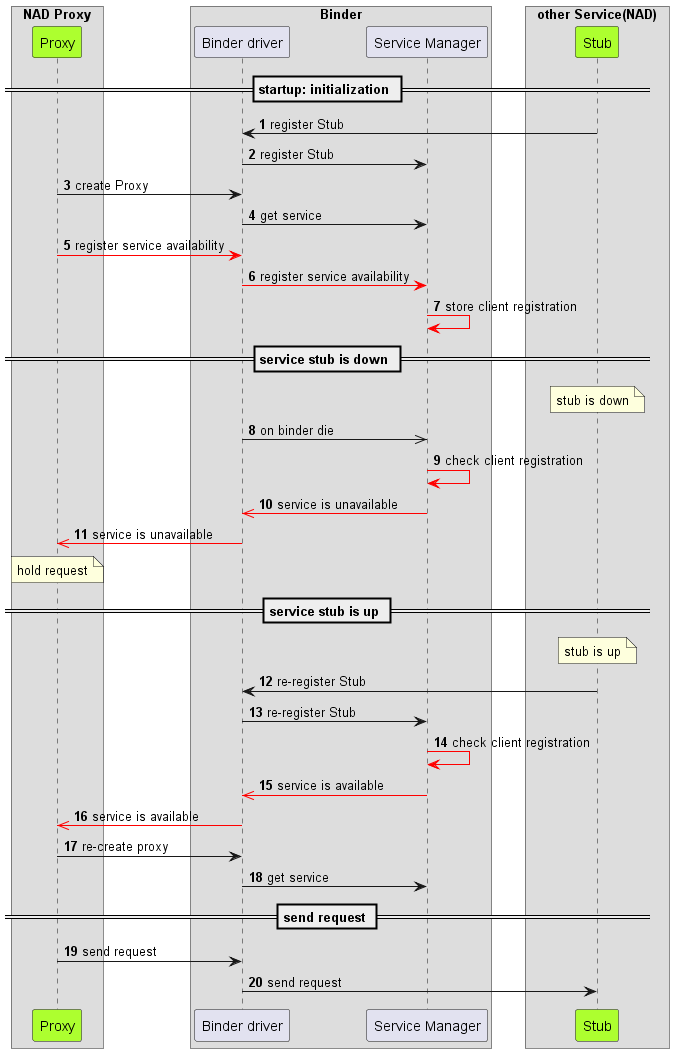 NAD Proxy
Binder
other Service(NAD)
Proxy
Binder driver
Service Manager
Stub
startup: initialization
1 register Stub
2 register Stub
3 create Proxy
4 get service
5 register service availability
6 register service availability
7 store client registration
service stub is down
stub is down
8 on binder die
9 check client registration
10 service is unavailable
11 service is unavailable
hold request
service stub is up
stub is up
12 re-register Stub
13 re-register Stub
14 check client registration
15 service is available
16 service is available
17 re-create proxy
18 get service
send request
19 send request
20 send request
Proxy
Binder driver
Service Manager
Stub